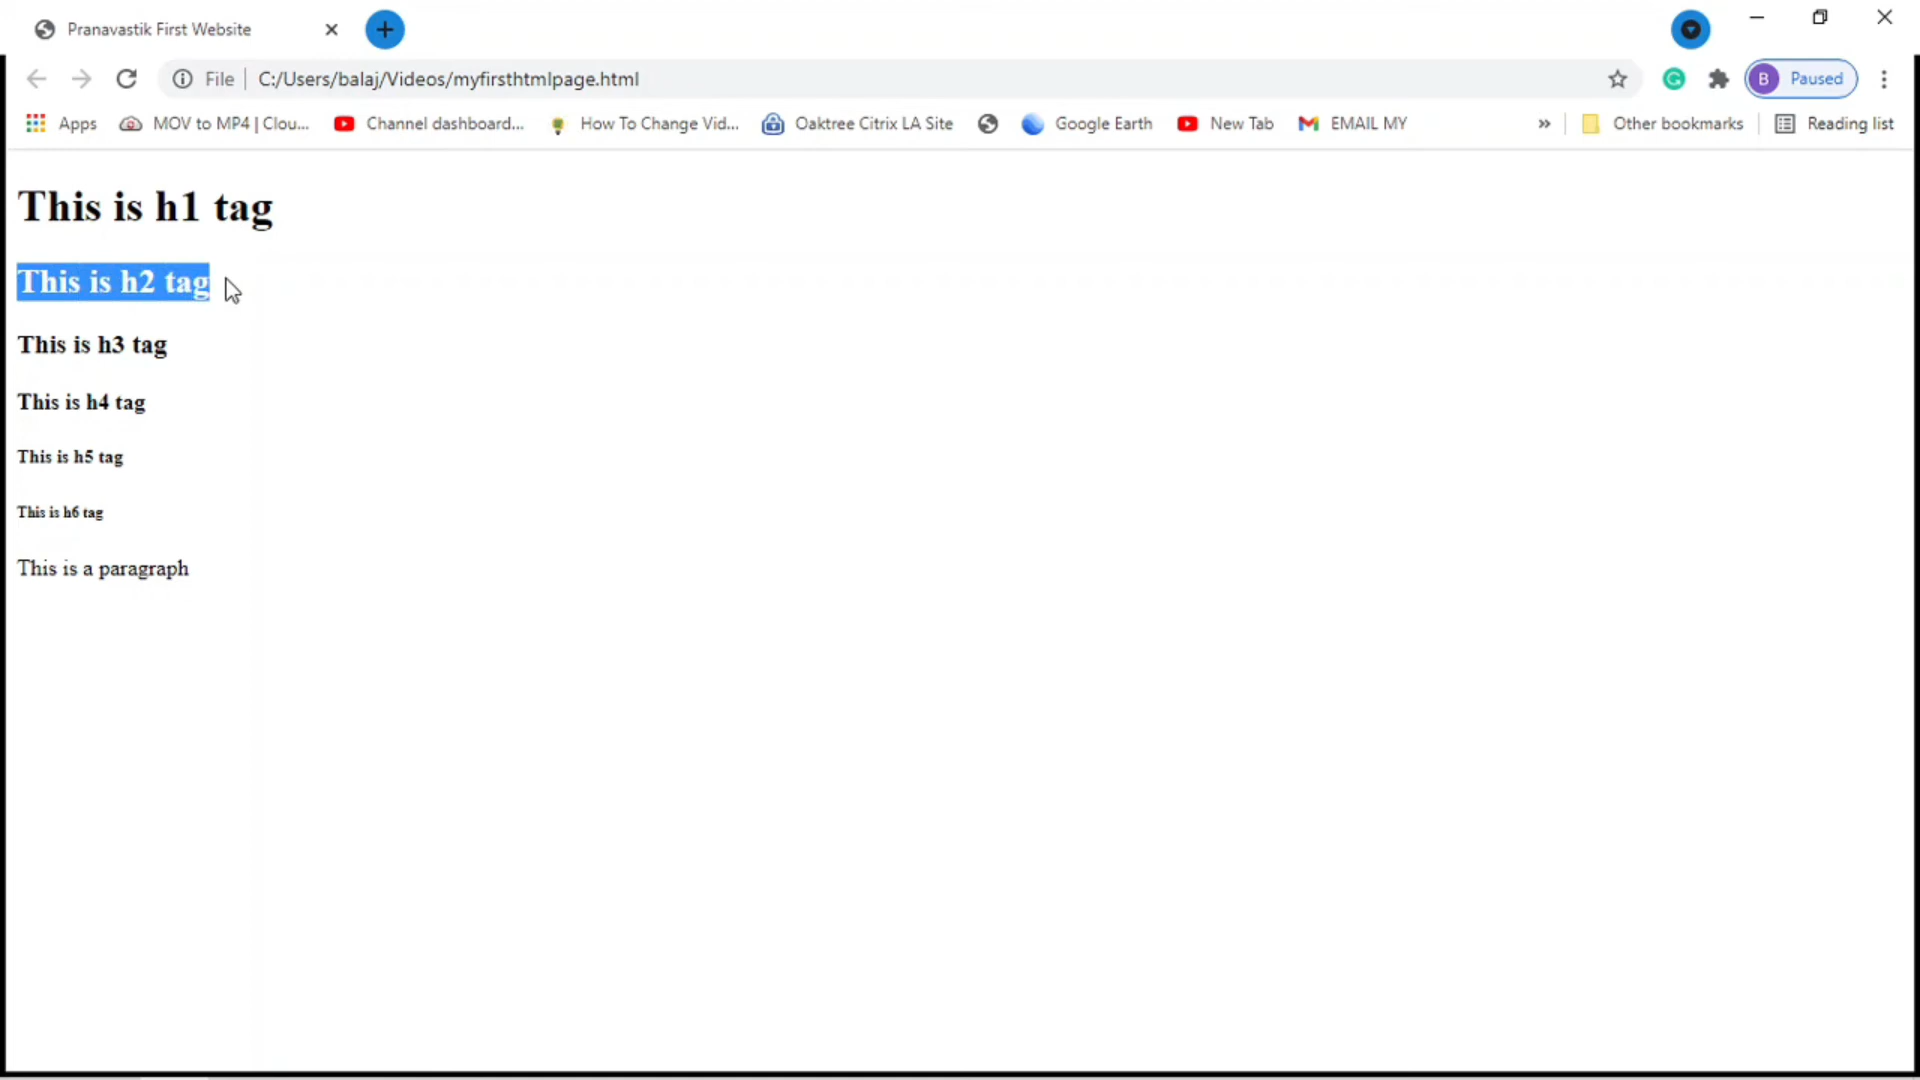 Pranavastik First Website
File C:/Users/balaj/Videos/myfirsthtmlpage.html B Paused
Apps MOV to MP4 | Clou... Channel dashboard... How To Change Vid... Oaktree Citrix LA Site Google Earth New Tab EMAIL MY » Other bookmarks Reading list
This is h1 tag
This is h2 tag
This is h3 tag
This is h4 tag
This is h5 tag
This is h6 tag
This is a paragraph